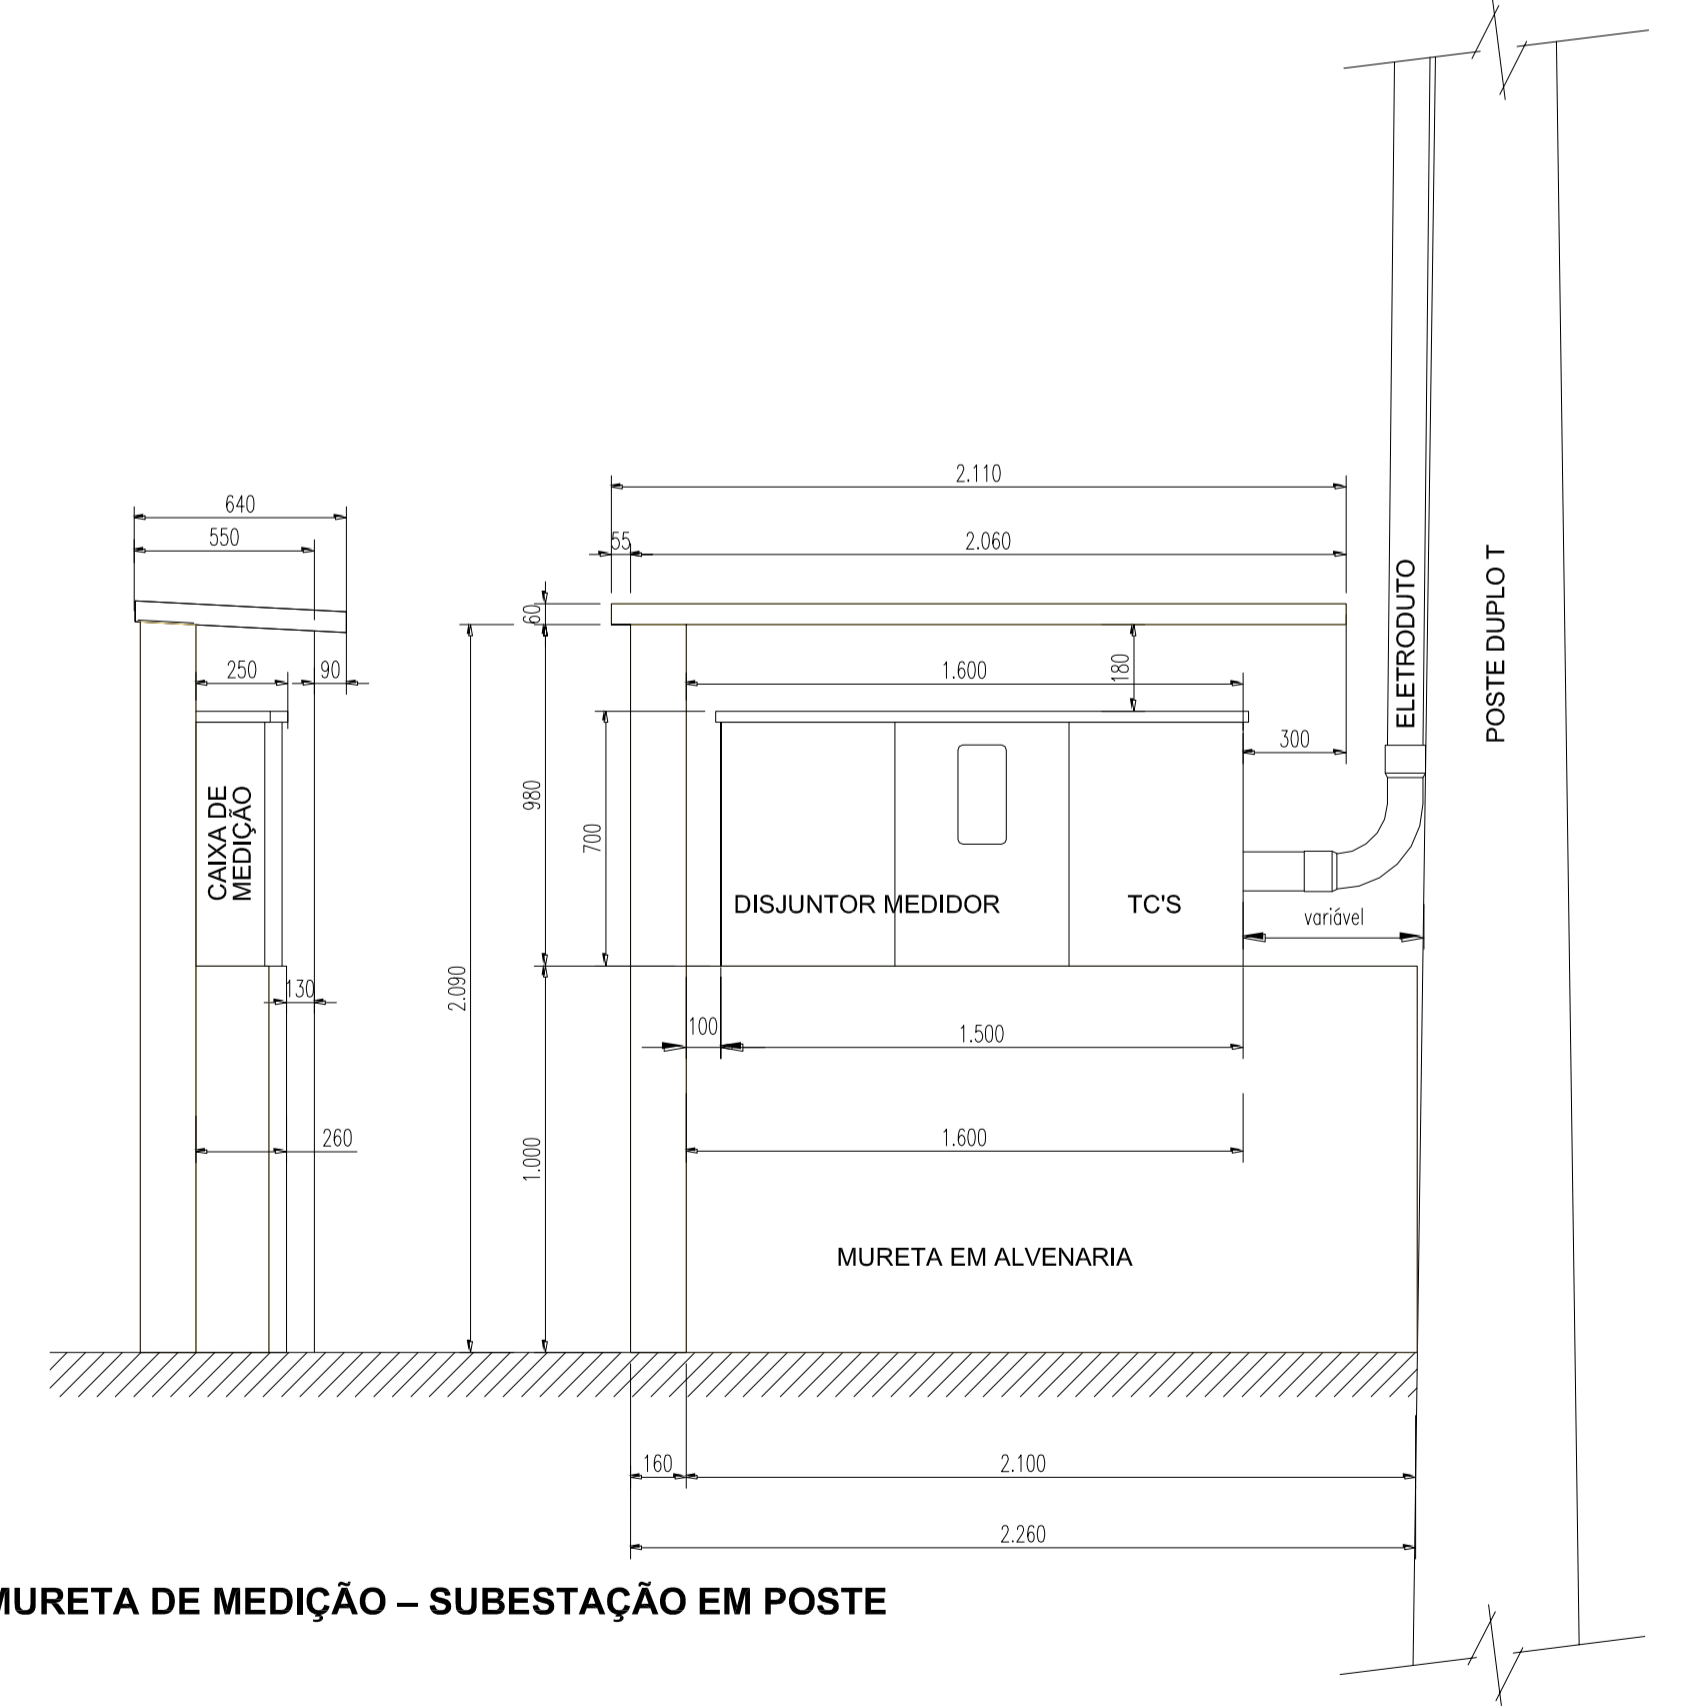 2.110
640
550
55
2.060
60
250
90
1.600
180
300
ELETRODUTO
POSTE DUPLO T
980
700
CAIXA DE
MEDIÇÃO
DISJUNTOR MEDIDOR
TC'S
variável
130
2.090
100
1.500
260
1.000
1.600
MURETA EM ALVENARIA
160
2.100
2.260
MURETA DE MEDIÇÃO – SUBESTAÇÃO EM POSTE